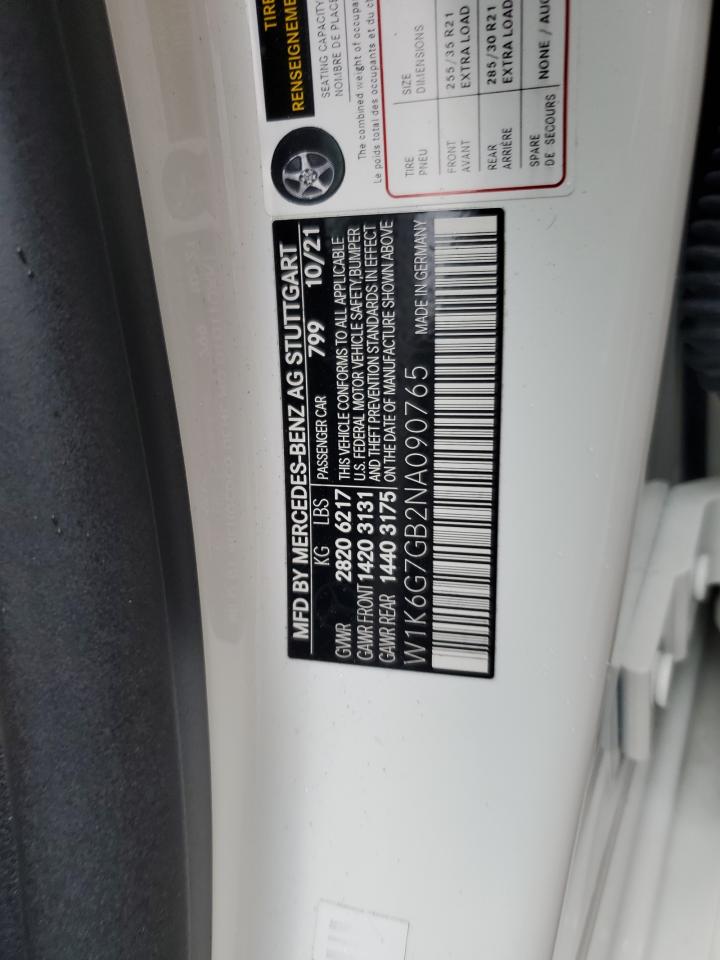 MFD BY MERCEDES-BENZ AG STUTTGART
KG LBS PASSENGER CAR 799 10/21
GVWR 2820 6217 THIS VEHICLE CONFORMS TO ALL APPLICABLE
U.S. FEDERAL MOTOR VEHICLE SAFETY,BUMPER
GAWR FRONT 1420 3131 AND THEFT PREVENTION STANDARDS IN EFFECT
GAWR REAR 1440 3175 ON THE DATE OF MANUFACTURE SHOWN ABOVE
W1K6G7GB2NA090765 MADE IN GERMANY
TIRE
RENSEIGNEME
SEATING CAPACITY
NOMBRE DE PLACE
The combined weight of occupa
Le poids total des occupants et du c
TIRE SIZE
PNEU DIMENSIONS
FRONT 255/35 R21
AVANT EXTRA LOAD
REAR 285/30 R21
ARRIÈRE EXTRA LOAD
SPARE NONE / AUC
DE SECOURS